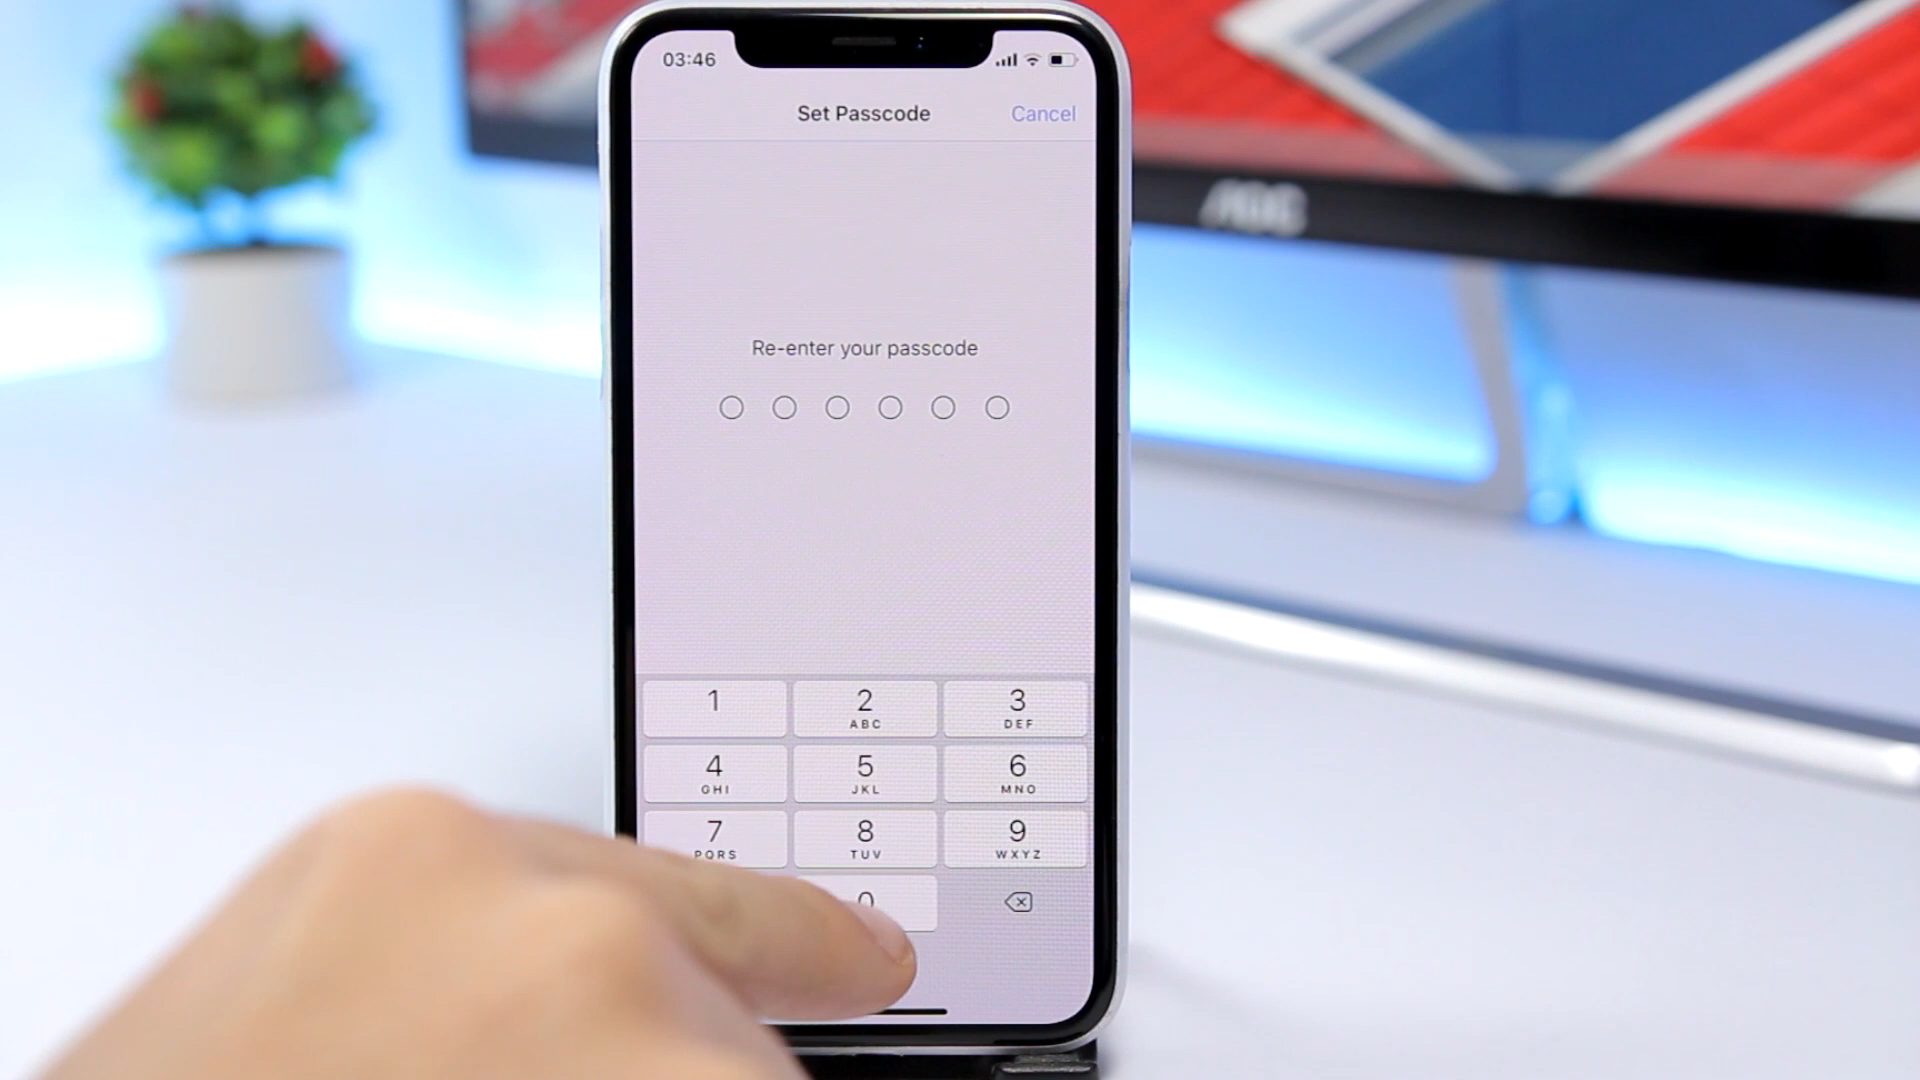 03:46
Set Passcode
Cancel
AOC
Re-enter your passcode
1
2
ABC
3
DEF
4
GHI
5
JKL
6
MNO
7
PQRS
8
TUV
9
WXYZ
0